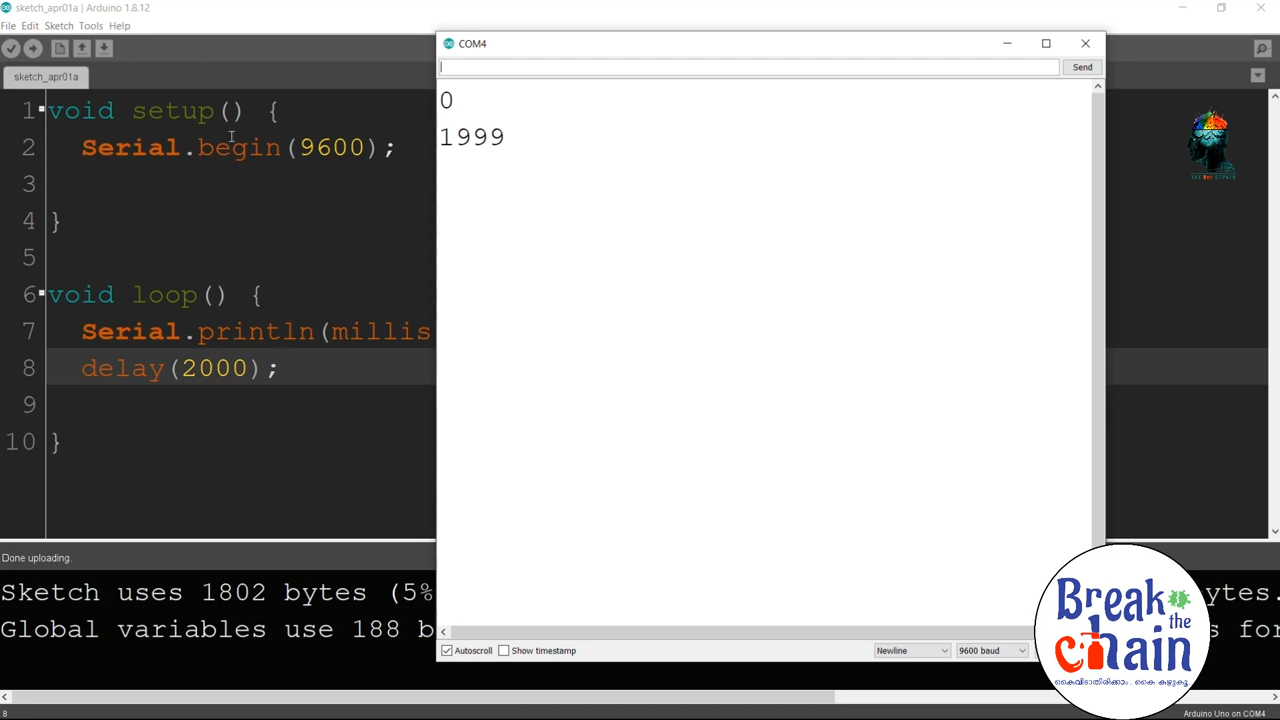 sketch_apr01a | Arduino 1.8.12
File Edit Sketch Tools Help
sketch_apr01a
1 void setup() {
2 Serial.begin(9600);
3
4 }
5
6 void loop() {
7 Serial.println(millis
8 delay(2000);
9
10 }
COM4
Send
0
1999
Autoscroll Show timestamp Newline 9600 baud
Done uploading.
Sketch uses 1802 bytes (5% ytes.
Global variables use 188 b s for
Break
the
chain
കൈവിടാതിരിക്കാം.. കൈ കഴുകൂ..
8 Arduino Uno on COM4